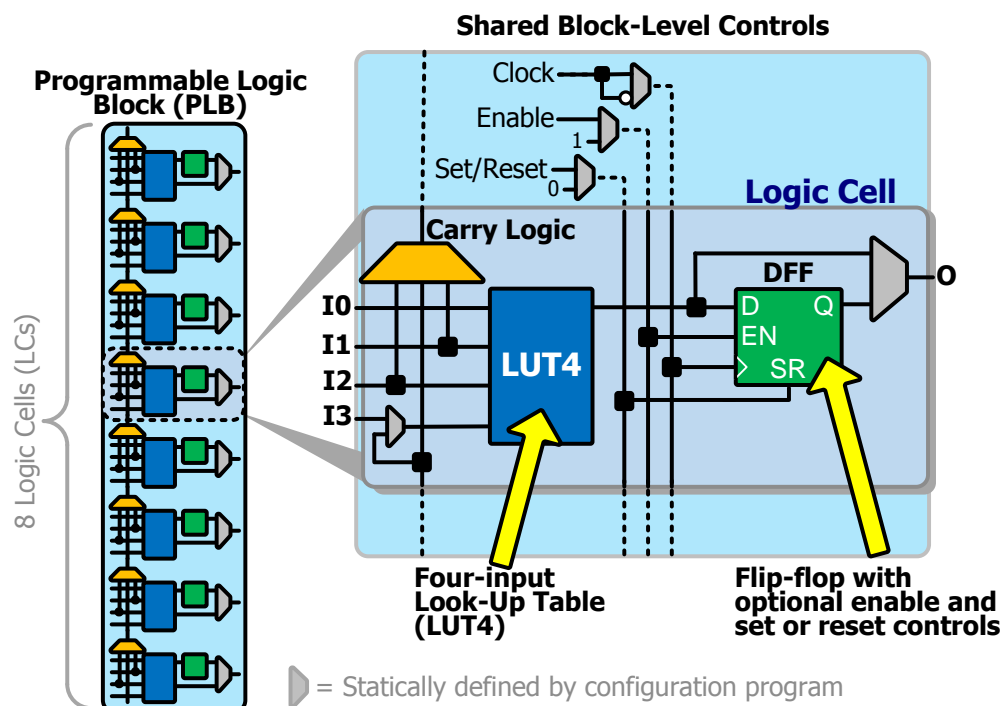 Shared Block-Level Controls
Programmable Logic
Block (PLB)
Clock
Enable
1
Set/Reset
0
Logic Cell
Carry Logic
DFF
I0
I1
I2
I3
LUT4
D
Q
EN
SR
O
8 Logic Cells (LCs)
Four-input
Look-Up Table
(LUT4)
Flip-flop with
optional enable and
set or reset controls
= Statically defined by configuration program